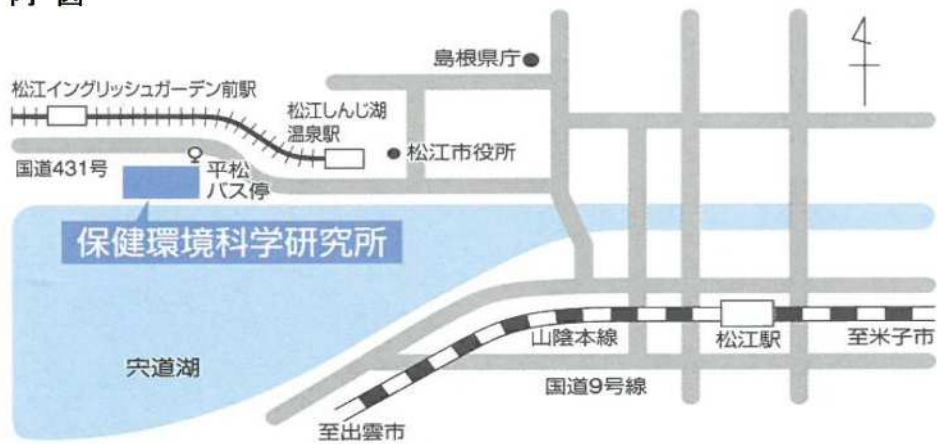 島根県庁
松江イングリッシュガーデン前駅
松江しんじ湖
温泉駅
松江市役所
国道431号
平松
バス停
保健環境科学研究所
宍道湖
山陰本線
松江駅
至米子市
国道9号線
至出雲市